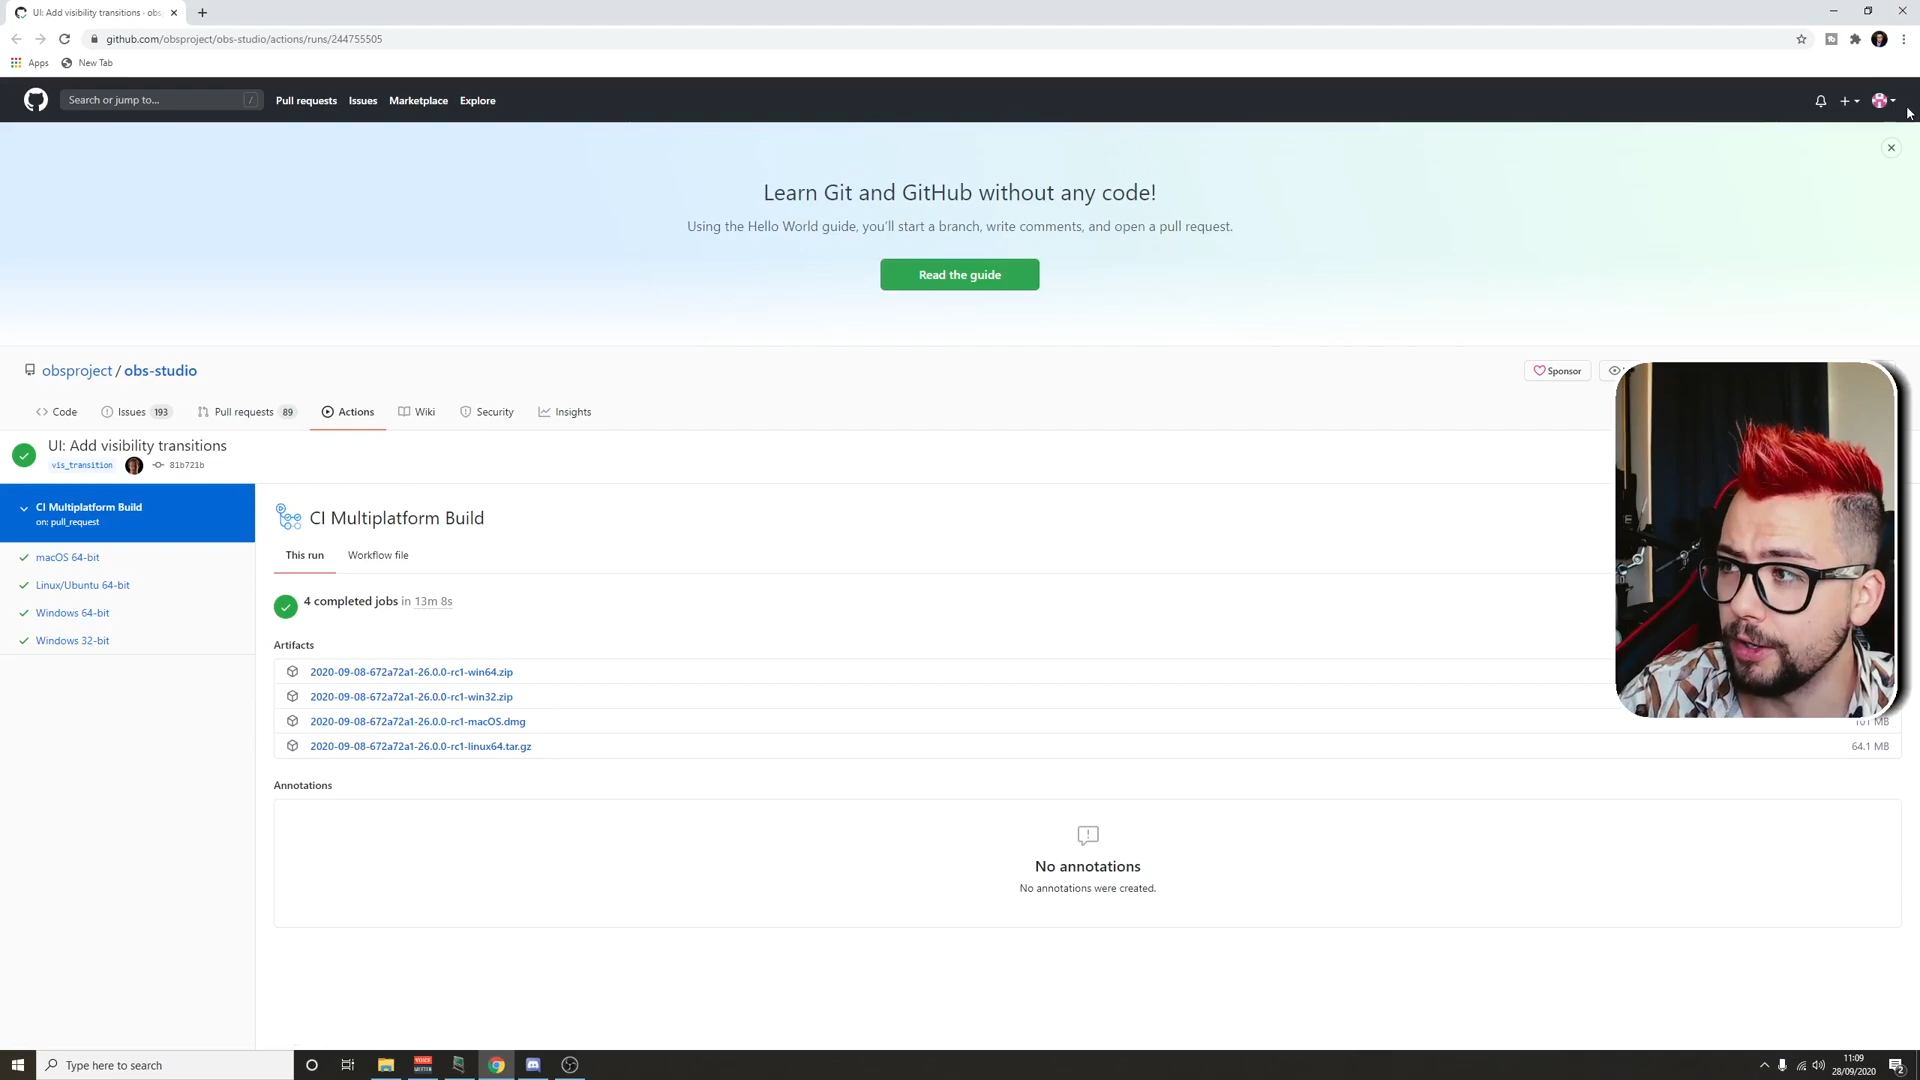 UI: Add visibility transitions · obs
github.com/obsproject/obs-studio/actions/runs/244755505
Apps
New Tab
Search or jump to...
/
Pull requests
Issues
Marketplace
Explore
Learn Git and GitHub without any code!
Using the Hello World guide, you'll start a branch, write comments, and open a pull request.
Read the guide
obsproject / obs-studio
Sponsor
Code
Issues 193
Pull requests 89
Actions
Wiki
Security
Insights
UI: Add visibility transitions
vis_transition
81b721b
CI Multiplatform Build
on: pull_request
macOS 64-bit
Linux/Ubuntu 64-bit
Windows 64-bit
Windows 32-bit
CI Multiplatform Build
This run
Workflow file
4 completed jobs in 13m 8s
Artifacts
2020-09-08-672a72a1-26.0.0-rc1-win64.zip
2020-09-08-672a72a1-26.0.0-rc1-win32.zip
2020-09-08-672a72a1-26.0.0-rc1-macOS.dmg
101 MB
2020-09-08-672a72a1-26.0.0-rc1-linux64.tar.gz
64.1 MB
Annotations
No annotations
No annotations were created.
Type here to search
VOICE
11:09
28/09/2020
2